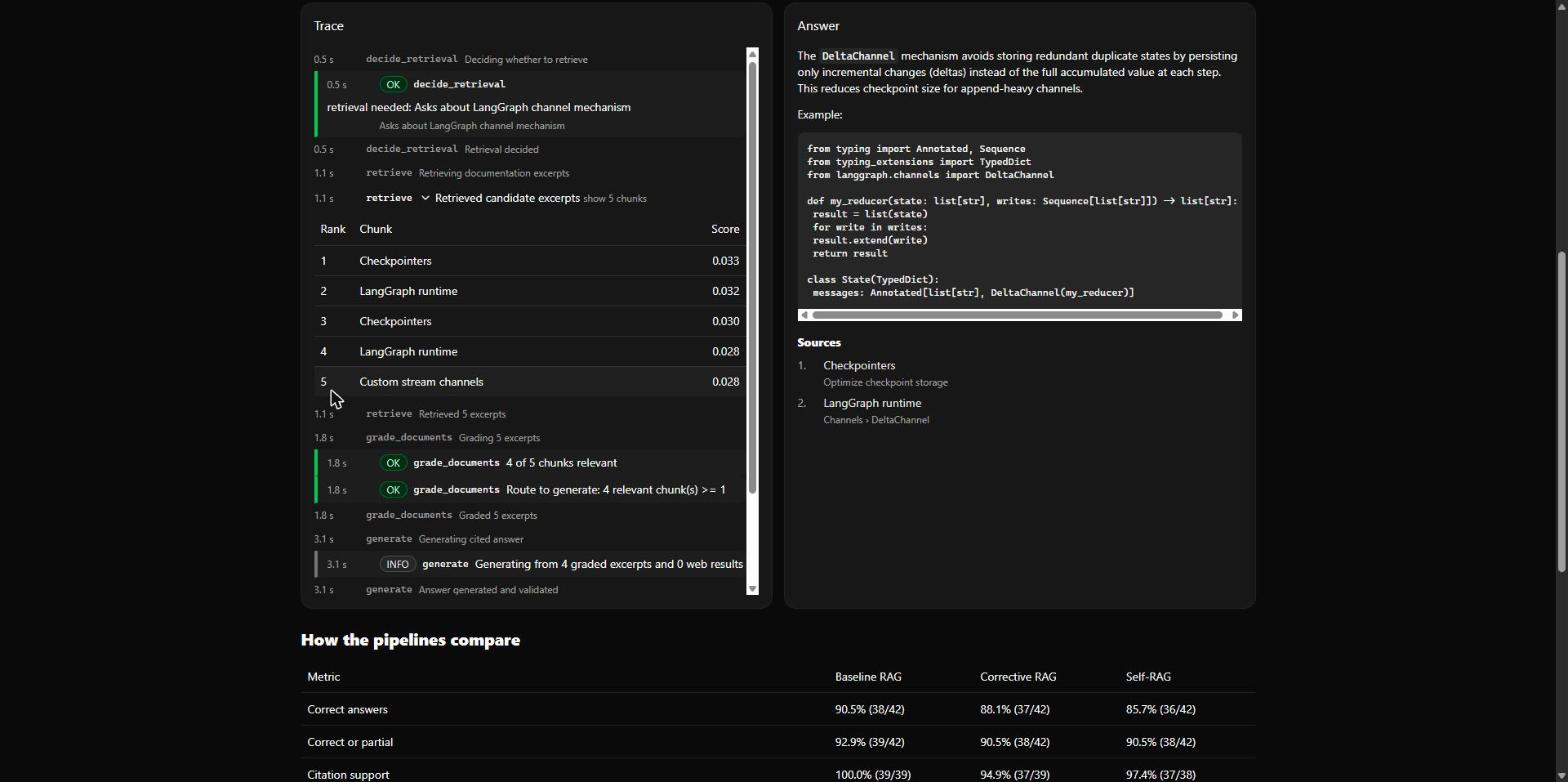 Trace
0.5 s decide_retrieval Deciding whether to retrieve
0.5 s OK decide_retrieval
retrieval needed: Asks about LangGraph channel mechanism
Asks about LangGraph channel mechanism
0.5 s decide_retrieval Retrieval decided
1.1 s retrieve Retrieving documentation excerpts
1.1 s retrieve Retrieved candidate excerpts show 5 chunks
Rank Chunk Score
1 Checkpointers 0.033
2 LangGraph runtime 0.032
3 Checkpointers 0.030
4 LangGraph runtime 0.028
5 Custom stream channels 0.028
1.1 s retrieve Retrieved 5 excerpts
1.8 s grade_documents Grading 5 excerpts
1.8 s OK grade_documents 4 of 5 chunks relevant
1.8 s OK grade_documents Route to generate: 4 relevant chunk(s) >= 1
1.8 s grade_documents Graded 5 excerpts
3.1 s generate Generating cited answer
3.1 s INFO generate Generating from 4 graded excerpts and 0 web results
3.1 s generate Answer generated and validated
Answer
The DeltaChannel mechanism avoids storing redundant duplicate states by persisting
only incremental changes (deltas) instead of the full accumulated value at each step.
This reduces checkpoint size for append-heavy channels.
Example:
from typing import Annotated, Sequence
from typing_extensions import TypedDict
from langgraph.channels import DeltaChannel
def my_reducer(state: list[str], writes: Sequence[list[str]]) -> list[str]:
result = list(state)
for write in writes:
result.extend(write)
return result
class State(TypedDict):
messages: Annotated[list[str], DeltaChannel(my_reducer)]
Sources
1. Checkpointers
Optimize checkpoint storage
2. LangGraph runtime
Channels › DeltaChannel
How the pipelines compare
Metric Baseline RAG Corrective RAG Self-RAG
Correct answers 90.5% (38/42) 88.1% (37/42) 85.7% (36/42)
Correct or partial 92.9% (39/42) 90.5% (38/42) 90.5% (38/42)
Citation support 100.0% (39/39) 94.9% (37/39) 97.4% (37/38)